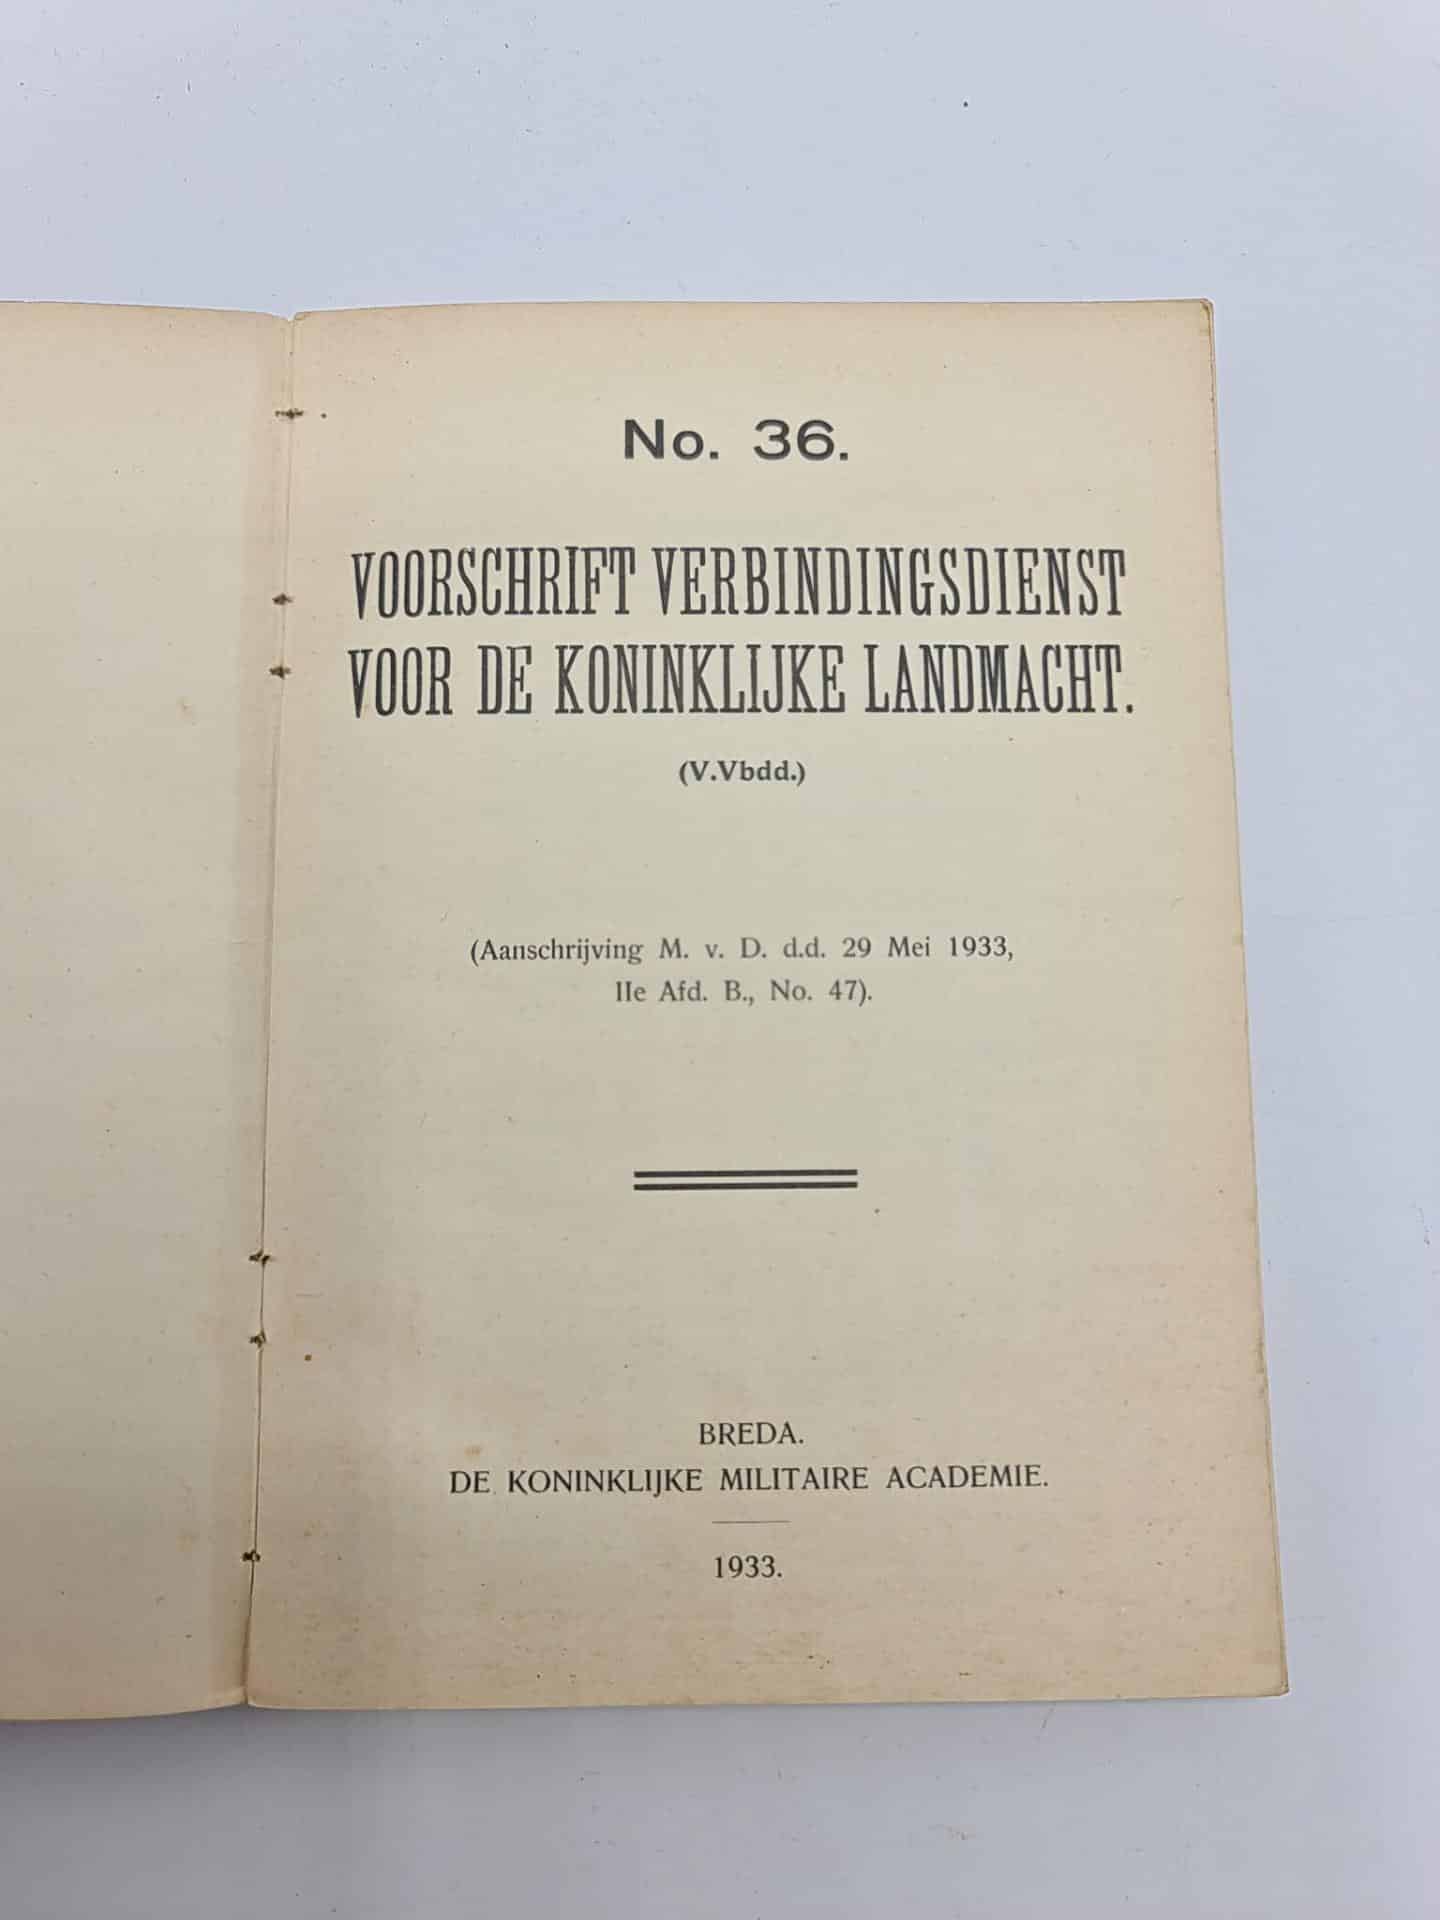 No. 36.
VOORSCHRIFT VERBINDINGSDIENST
VOOR DE KONINKLIJKE LANDMACHT.
(V.Vbdd.)
(Aanschrijving M. v. D. d.d. 29 Mei 1933,
IIe Afd. B., No. 47).
BREDA.
DE KONINKLIJKE MILITAIRE ACADEMIE.
1933.